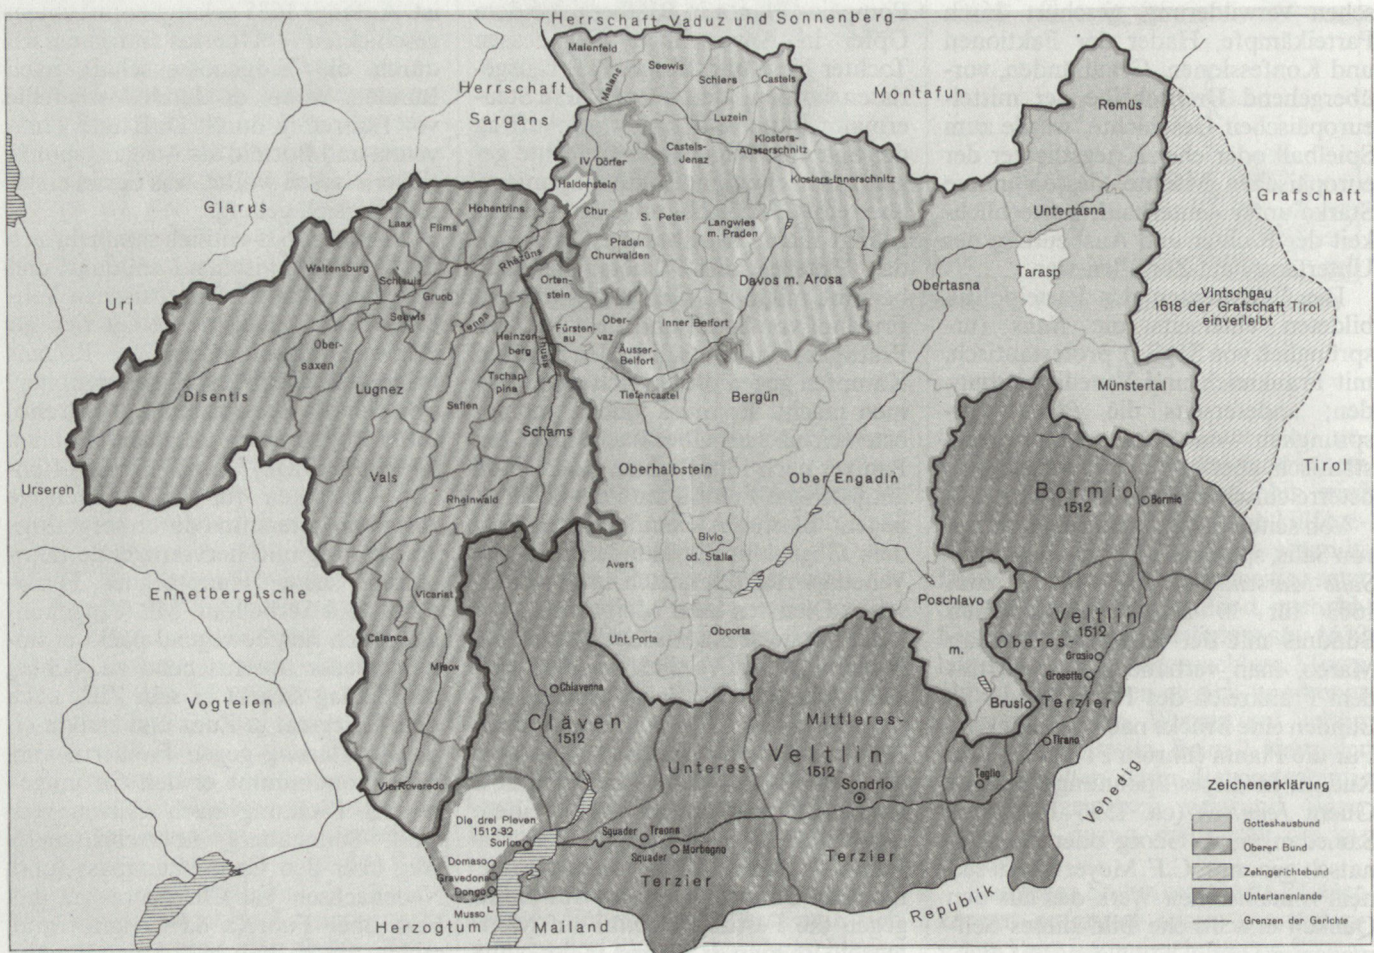 Herrschaft Vaduz und Sonnenberg
Maienfeld
Malans
Seewis
Schiers
Castels
Montafun
Remüs
Herrschaft
Sargans
Luzein
Castels-
Jenaz
Klosters-
Ausserschnitz
Klosters-Innerschnitz
IV Dörfer
Haldenstein
Chur
Grafschaft
Glarus
Laax
Flims
Hohentrins
S. Peter
Langwies
m. Praden
Untertasna
Praden
Churwalden
Rhäzüns
Waltensburg
Schleuis
Gruob
Ortenstein
Davos m. Arosa
Obertasna
Tarasp
Uri
Vintschgau
1618 der Grafschaft Tirol
einverleibt
Seewis
Tenna
Heinzenberg
Thusis
Fürstenau
Obervaz
Inner Belfort
Äusser-
Belfort
Obersaxen
Lugnez
Tschappina
Tiefencastel
Bergün
Münstertal
Disentis
Safien
Schams
Vals
Oberhalbstein
Ober Engadin
Tirol
Urseren
Rheinwald
Bormio
1512
Bormio
Bivio
od. Stalla
Avers
Ennetbergische
Vicariat
Poschiavo
Veltlin
1512
Calanca
Unt. Porta
Obporta
Oberes-
m.
Grosio
Misox
Grosotto
Vogteien
Chiavenna
Cläven
1512
Mittleres-
Brusio
Terzier
Veltlin
1512
Tirano
Unteres-
Sondrio
Teglio
Via-Roveredo
Venedig
Die drei Pleven
1512-32
Sorico
Squader
Traona
Squader
Morbegno
Terzier
Terzier
Domaso
Gravedona
Dongo
Musso
Republik
Herzogtum
Mailand
Zeichenerklärung
Gotteshausbund
Oberer Bund
Zehngerichtebund
Untertanenlande
Grenzen der Gerichte